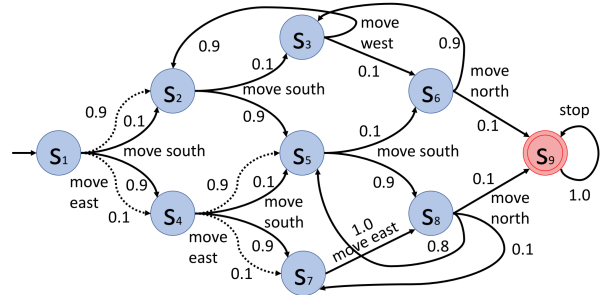 S1
0.9
0.1
move south
move
east
0.9
0.1
S2
0.9
0.1
move south
0.9
S3
move
west
0.1
S4
0.9
0.1
move
south
move
east
0.9
0.1
S5
0.1
move south
0.9
S6
0.9
move
north
0.1
S7
1.0
move east
S8
0.1
move
north
0.8
0.1
S9
stop
1.0